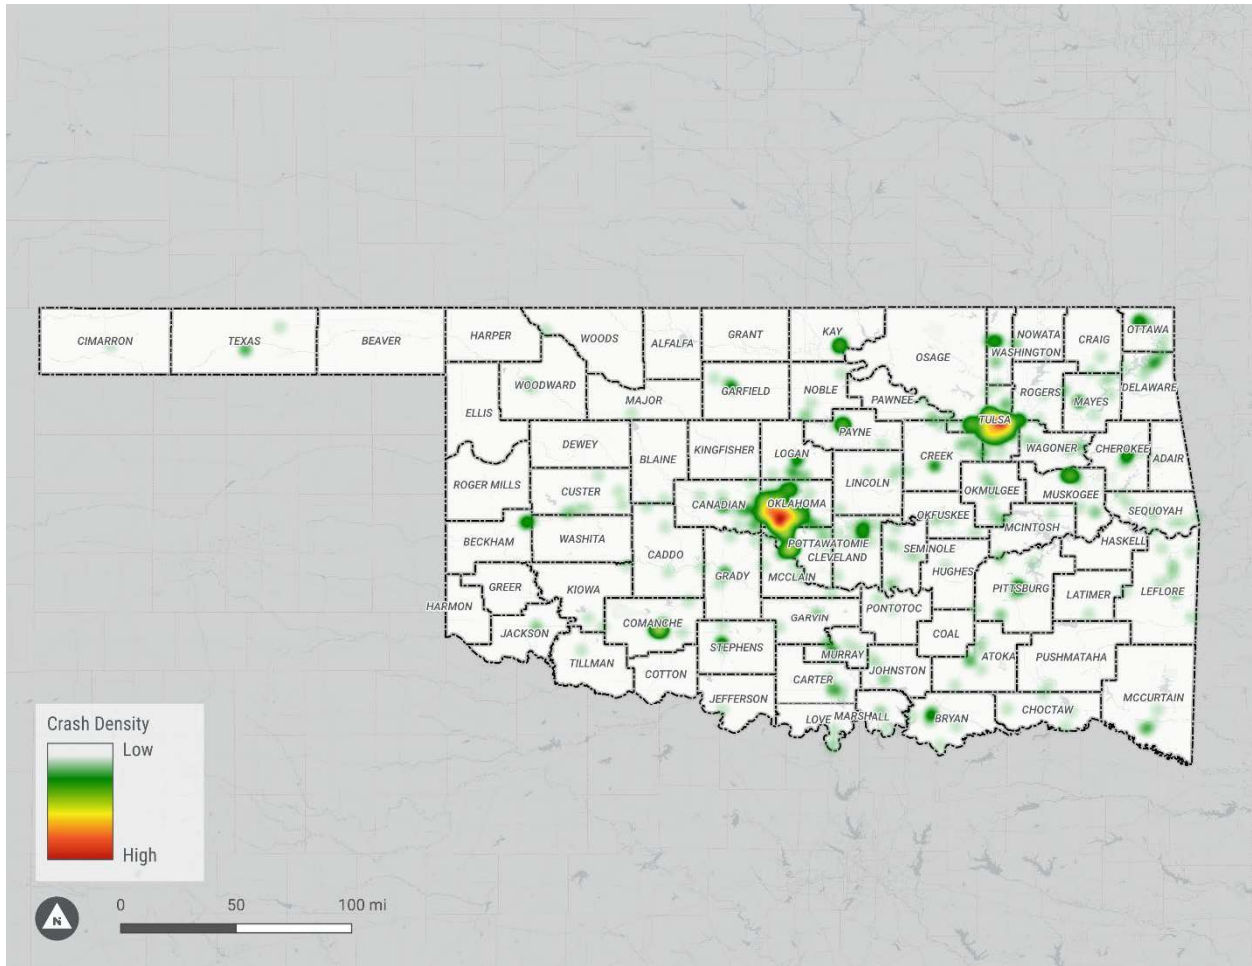 KAY
OTTAWA
CIMARRON
TEXAS
BEAVER
HARPER
WOODS
ALFALFA
GRANT
NOWATA
CRAIG
OSAGE
WASHINGTON
WOODWARD
GARFIELD
NOBLE
ROGERS
DELAWARE
ELLIS
MAJOR
PAWNEE
MAYES
TULSA
DEWEY
KINGFISHER
LOGAN
PAYNE
BLAINE
CREEK
WAGONER
CHEROKEE
ADAIR
ROGER MILLS
CUSTER
CANADIAN
OKLAHOMA
LINCOLN
OKMULGEE
MUSKOGEE
OKFUSKEE
SEQUOYAH
MCINTOSH
BECKHAM
WASHITA
CADDO
POTTAWATOMIE
CLEVELAND
SEMINOLE
HASKELL
GREER
KIOWA
GRADY
MCCLAIN
HUGHES
PITTSBURG
LATIMER
LEFLORE
HARMON
JACKSON
COMANCHE
GARVIN
PONTOTOC
STEPHENS
COAL
TILLMAN
COTTON
MURRAY
JOHNSTON
ATOKA
PUSHMATAHA
CARTER
JEFFERSON
MCCURTAIN
LOVE
MARSHALL
BRYAN
CHOCTAW
Crash Density
Low
High
N
0 50 100 mi